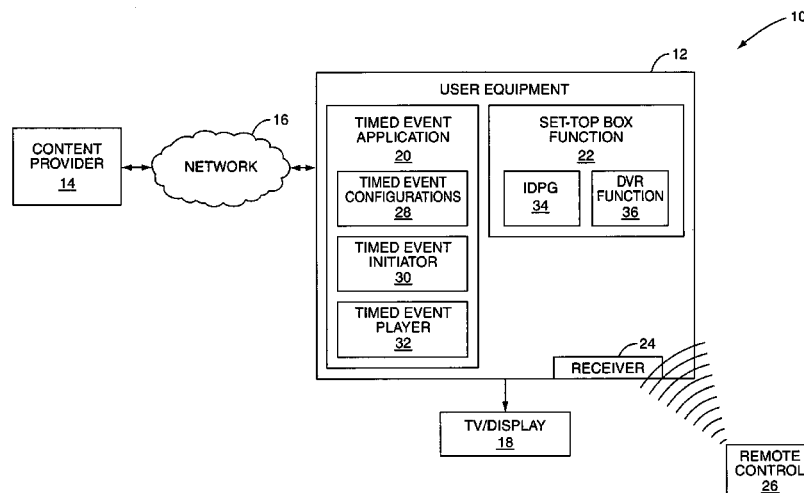 10
12
USER EQUIPMENT
16
CONTENT
PROVIDER
14
NETWORK
TIMED EVENT
APPLICATION
20
TIMED EVENT
CONFIGURATIONS
28
TIMED EVENT
INITIATOR
30
TIMED EVENT
PLAYER
32
SET-TOP BOX
FUNCTION
22
IDPG
34
DVR
FUNCTION
36
24
RECEIVER
TV/DISPLAY
18
REMOTE
CONTROL
26